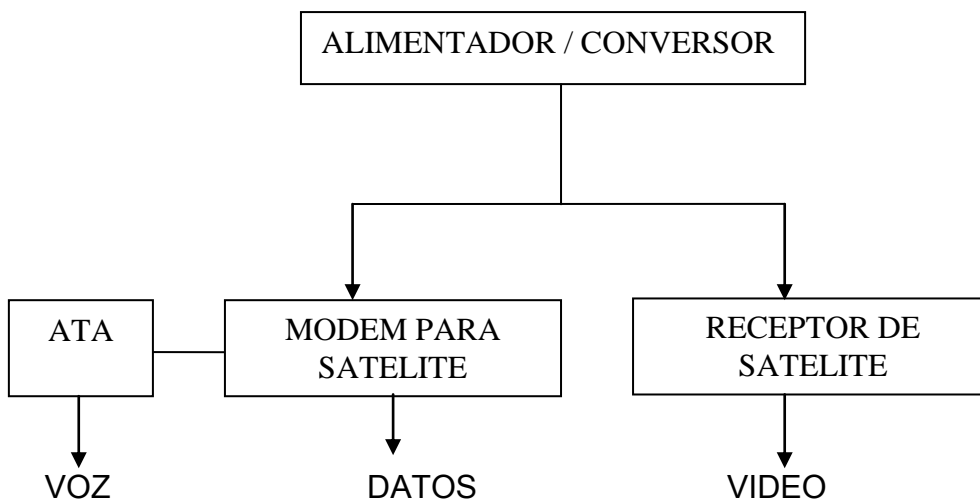 ALIMENTADOR / CONVERSOR
ATA
MODEM PARA
SATELITE
RECEPTOR DE
SATELITE
VOZ
DATOS
VIDEO